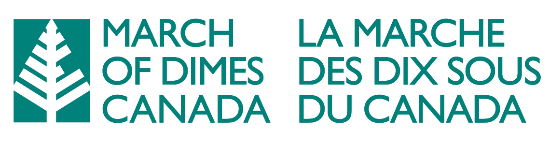 MARCH
OF DIMES
CANADA
LA MARCHE
DES DIX SOUS
DU CANADA